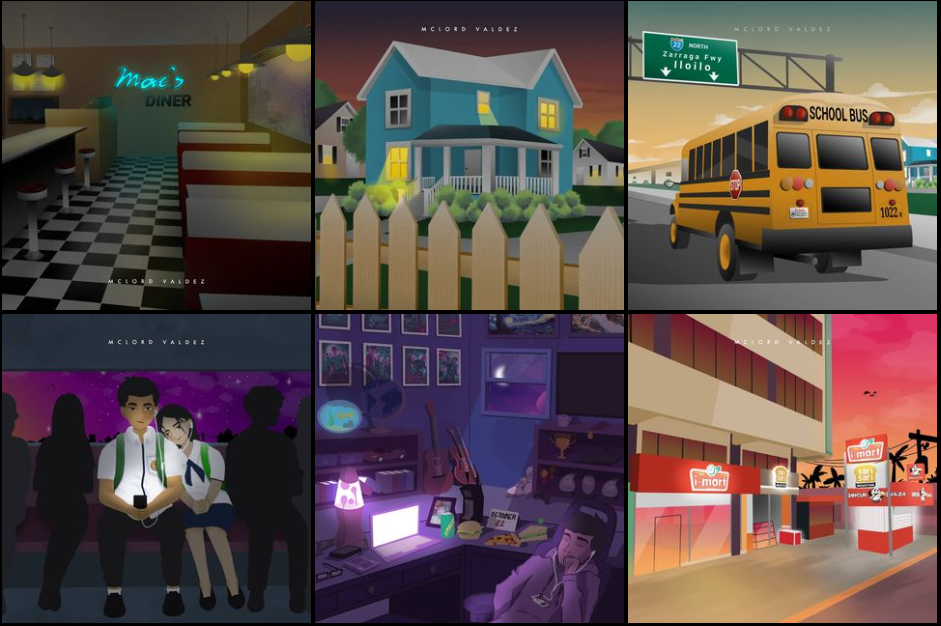 Mac's
DINER
MCLORD VALDEZ
MCLORD VALDEZ
MCLORD VALDEZ
22 NORTH
Zarraga Fwy
Iloilo
SCHOOL BUS
STOP
1022
MCLORD VALDEZ
OCTOBER
22
MCLORD VALDEZ
i-mart
i-mart